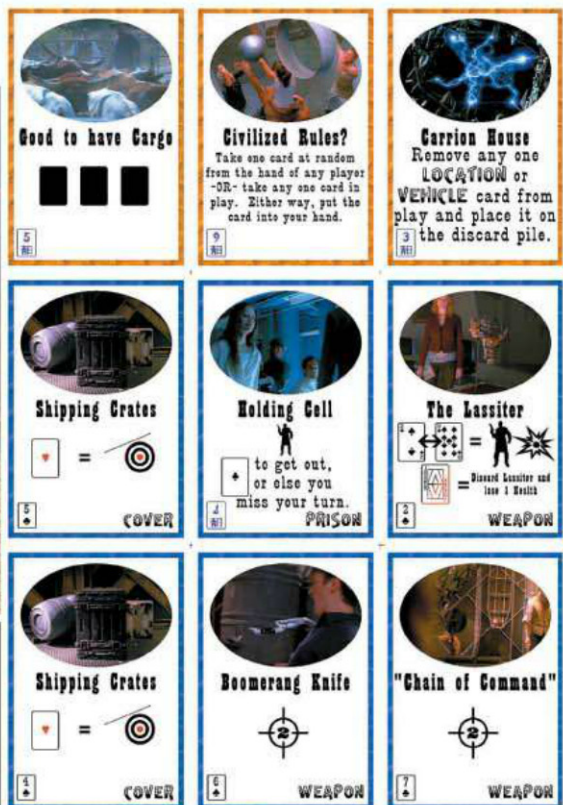 Good to have Cargo
5
Civilized Rules?
Take one card at random
from the hand of any player
-OR- take any one card in
play. Either way, put the
card into your hand.
9
Carrion House
Remove any one
LOCATION or
VEHICLE card from
play and place it on
the discard pile.
3
Shipping Crates
♥ =
5
♠
COVER
Holding Cell
♠
to get out,
or else you
miss your turn.
PRISON
The Lassiter
=
= Discard Lassiter and
lose 1 Health
2
♠
WEAPON
Shipping Crates
♥ =
4
♠
COVER
Boomerang Knife
2
6
♠
WEAPON
"Chain of Command"
2
7
♠
WEAPON